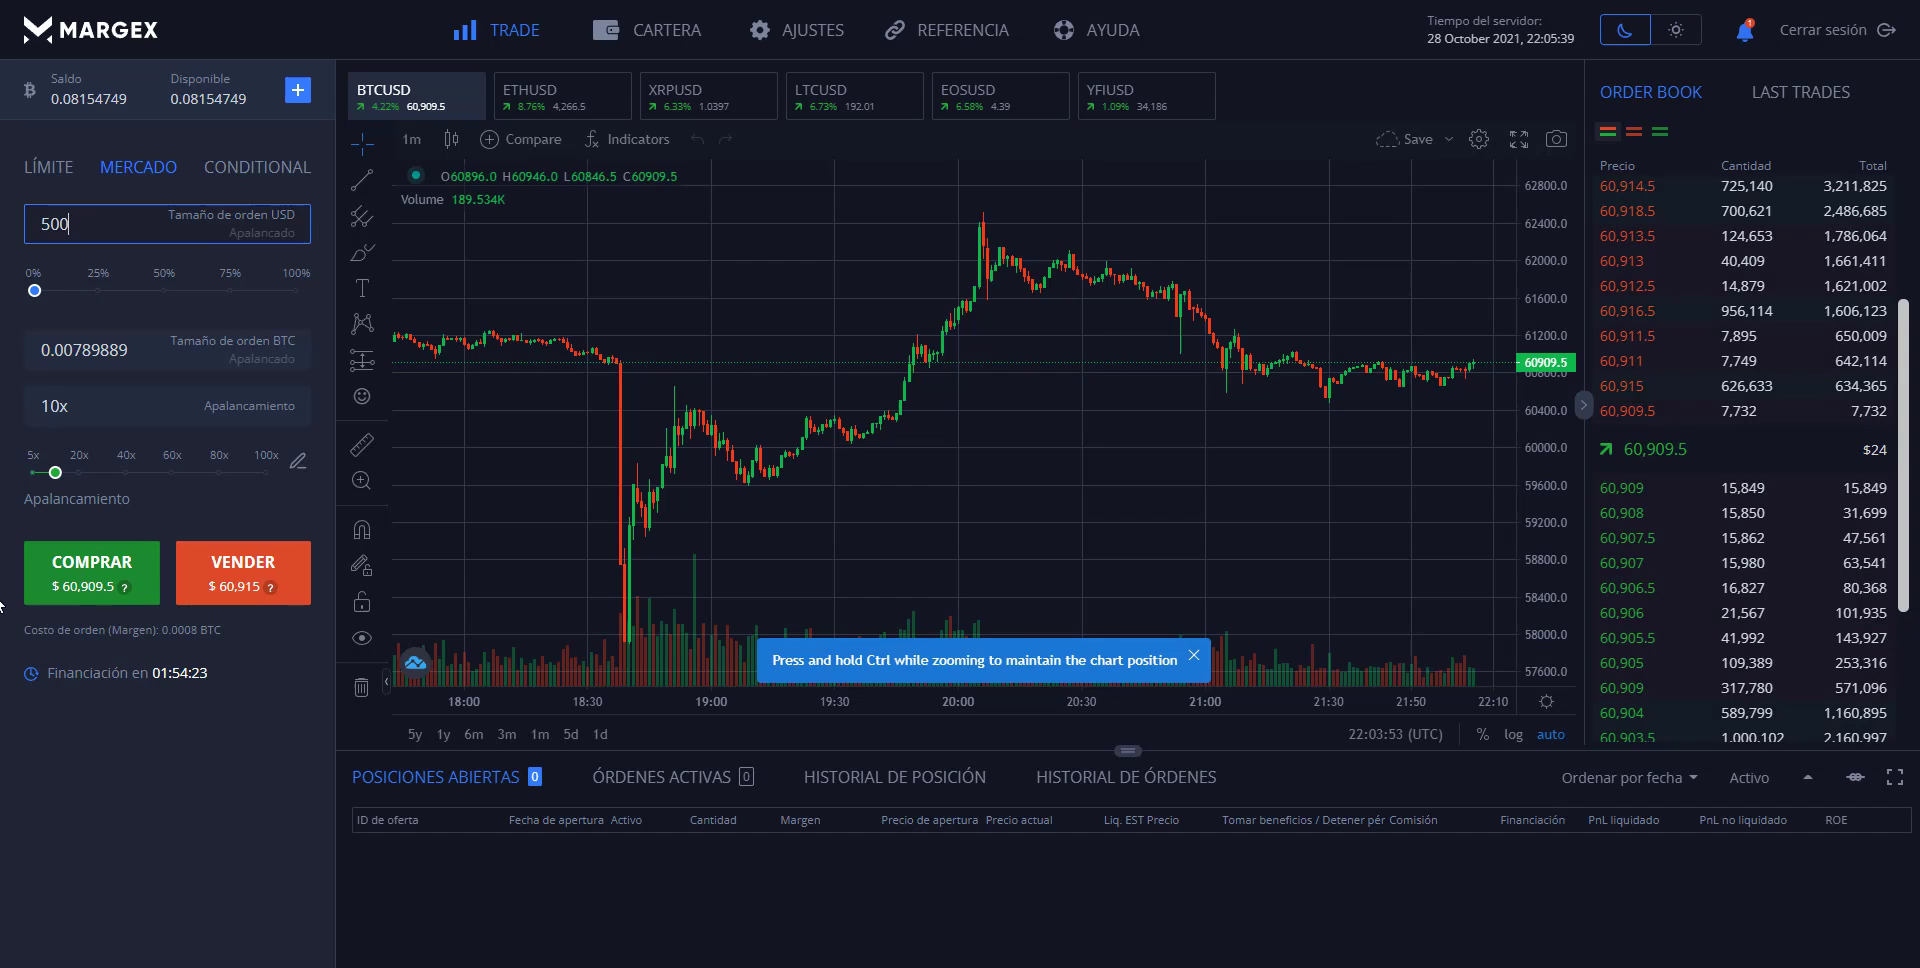 MARGEX
TRADE
CARTERA
AJUSTES
REFERENCIA
AYUDA
Tiempo del servidor:
28 October 2021, 22:05:39
1
Cerrar sesión
Saldo
0.08154749
Disponible
0.08154749
+
LÍMITE
MERCADO
CONDITIONAL
500
Tamaño de orden USD
Apalancado
0% 25% 50% 75% 100%
0.00789889
Tamaño de orden BTC
Apalancado
10x
Apalancamiento
5x 20x 40x 60x 80x 100x
Apalancamiento
COMPRAR
$ 60,909.5 ?
VENDER
$ 60,915 ?
Costo de orden (Margen): 0.0008 BTC
Financiación en 01:54:23
BTCUSD
4.22% 60,909.5
ETHUSD
8.76% 4,266.5
XRPUSD
6.33% 1.0397
LTCUSD
6.73% 192.01
EOSUSD
6.58% 4.39
YFIUSD
1.09% 34,186
1m
Compare
Indicators
Save
O60896.0 H60946.0 L60846.5 C60909.5
Volume 189.534K
62800.0
62400.0
62000.0
61600.0
61200.0
60909.5
60800.0
60400.0
60000.0
59600.0
59200.0
58800.0
58400.0
58000.0
57600.0
Press and hold Ctrl while zooming to maintain the chart position
18:00 18:30 19:00 19:30 20:00 20:30 21:00 21:30 21:50 22:10
5y 1y 6m 3m 1m 5d 1d
22:03:53 (UTC)
% log auto
ORDER BOOK
LAST TRADES
Precio Cantidad Total
60,914.5 725,140 3,211,825
60,918.5 700,621 2,486,685
60,913.5 124,653 1,786,064
60,913 40,409 1,661,411
60,912.5 14,879 1,621,002
60,916.5 956,114 1,606,123
60,911.5 7,895 650,009
60,911 7,749 642,114
60,915 626,633 634,365
60,909.5 7,732 7,732
60,909.5 $24
60,909 15,849 15,849
60,908 15,850 31,699
60,907.5 15,862 47,561
60,907 15,980 63,541
60,906.5 16,827 80,368
60,906 21,567 101,935
60,905.5 41,992 143,927
60,905 109,389 253,316
60,909 317,780 571,096
60,904 589,799 1,160,895
60,903.5 1,000,102 2,160,997
POSICIONES ABIERTAS 0
ÓRDENES ACTIVAS 0
HISTORIAL DE POSICIÓN
HISTORIAL DE ÓRDENES
Ordenar por fecha
Activo
ID de oferta Fecha de apertura Activo Cantidad Margen Precio de apertura Precio actual Liq. EST Precio Tomar beneficios / Detener pér Comisión Financiación PnL liquidado PnL no liquidado ROE